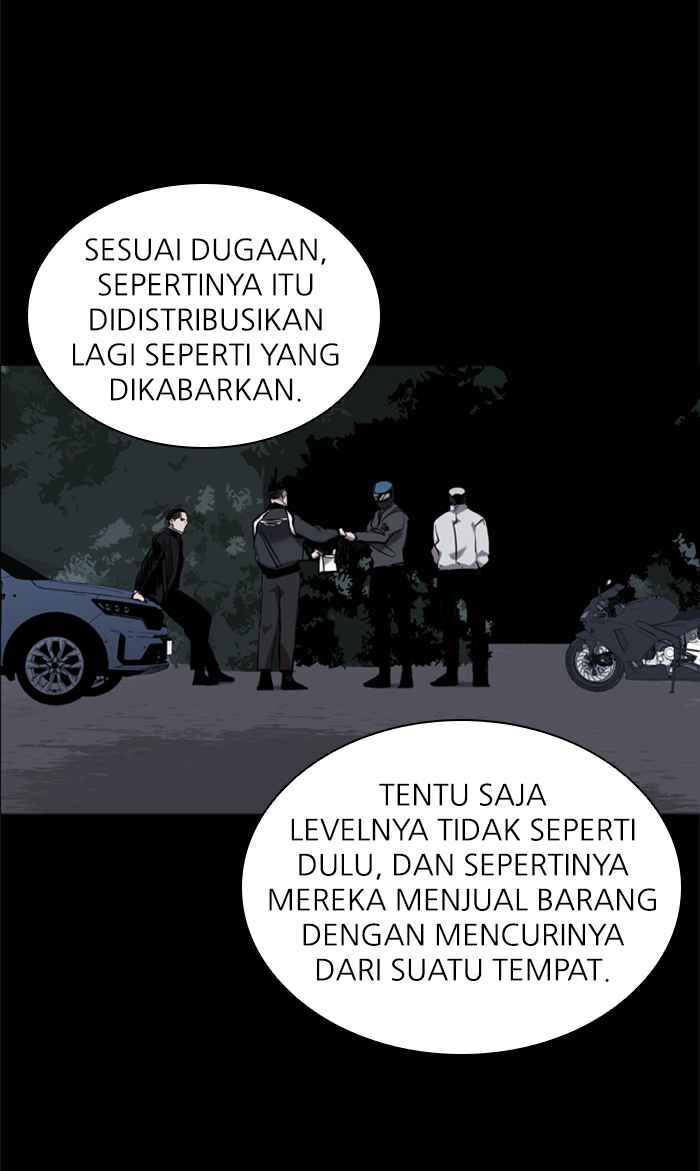 SESUAI DUGAAN,
SEPERTINYA ITU
DIDISTRIBUSIKAN
LAGI SEPERTI YANG
DIKABARKAN.
TENTU SAJA
LEVELNYA TIDAK SEPERTI
DULU, DAN SEPERTINYA
MEREKA MENJUAL BARANG
DENGAN MENCURINYA
DARI SUATU TEMPAT.